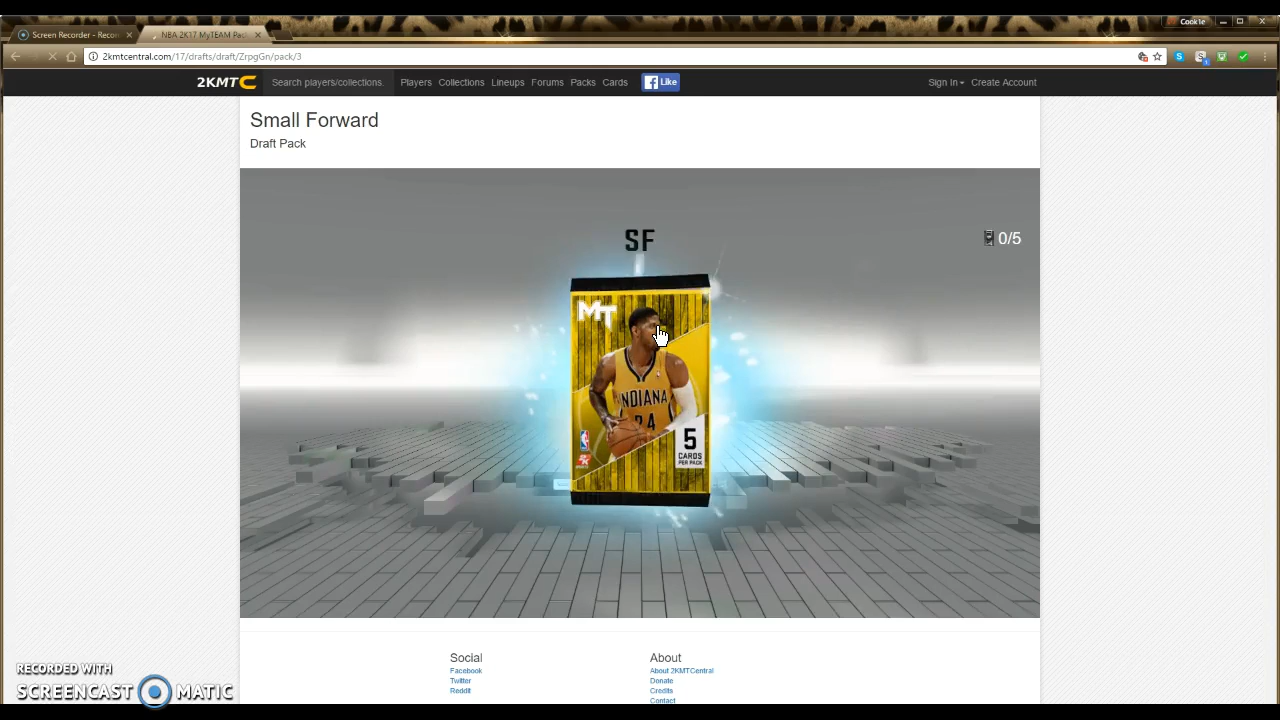 Screen Recorder - Recor
NBA 2K17 MyTEAM Pac
Cookie
2kmtcentral.com/17/drafts/draft/ZrpgGn/pack/3
2KMTC
Search players/collections.
Players
Collections
Lineups
Forums
Packs
Cards
Like
Sign In
Create Account
Small Forward
Draft Pack
SF
0/5
MT
INDIANA
24
5
CARDS
PER PACK
Social
About
Facebook
About 2KMTCentral
Twitter
Donate
Reddit
Credits
Contact
RECORDED WITH
SCREENCAST MATIC